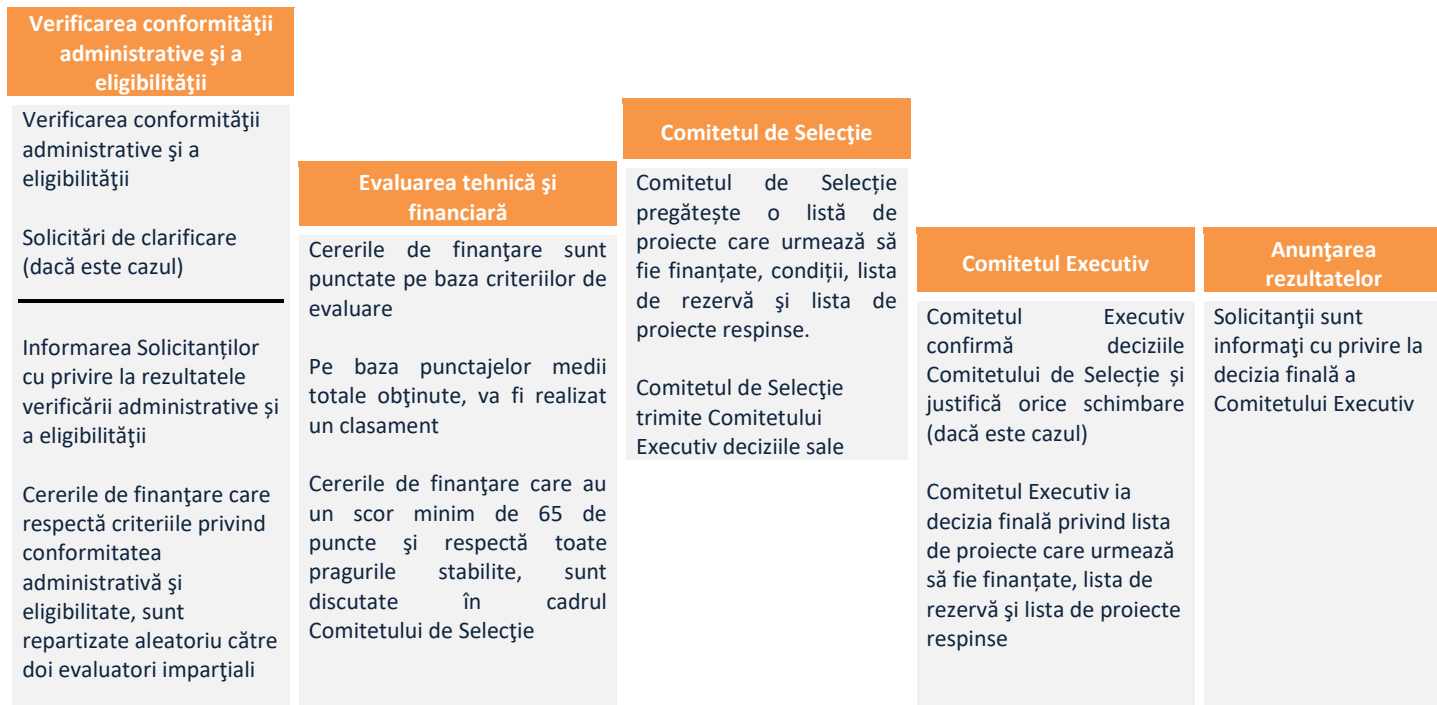 Verificarea conformităţii
administrative şi a
eligibilităţii
Verificarea conformităţii
administrative şi a
eligibilităţii
Solicitări de clarificare
(dacă este cazul)
Informarea Solicitanților
cu privire la rezultatele
verificării administrative și
a eligibilităţii
Cererile de finanţare care
respectă criteriile privind
conformitatea
administrativă şi
eligibilitate, sunt
repartizate aleatoriu către
doi evaluatori imparţiali
Evaluarea tehnică şi
financiară
Cererile de finanţare sunt
punctate pe baza criteriilor de
evaluare
Pe baza punctajelor medii
totale obţinute, va fi realizat
un clasament
Cererile de finanţare care au
un scor minim de 65 de
puncte şi respectă toate
pragurile stabilite, sunt
discutate în cadrul
Comitetului de Selecţie
Comitetul de Selecţie
Comitetul de Selecție
pregătește o listă de
proiecte care urmează să
fie finanțate, condiții, lista
de rezervă şi lista de
proiecte respinse.
Comitetul de Selecţie
trimite Comitetului
Executiv deciziile sale
Comitetul Executiv
Comitetul Executiv
confirmă deciziile
Comitetului de Selecție și
justifică orice schimbare
(dacă este cazul)
Comitetul Executiv ia
decizia finală privind lista
de proiecte care urmează
să fie finanțate, lista de
rezervă şi lista de proiecte
respinse
Anunţarea
rezultatelor
Solicitanţii sunt
informaţi cu privire la
decizia finală a
Comitetului Executiv